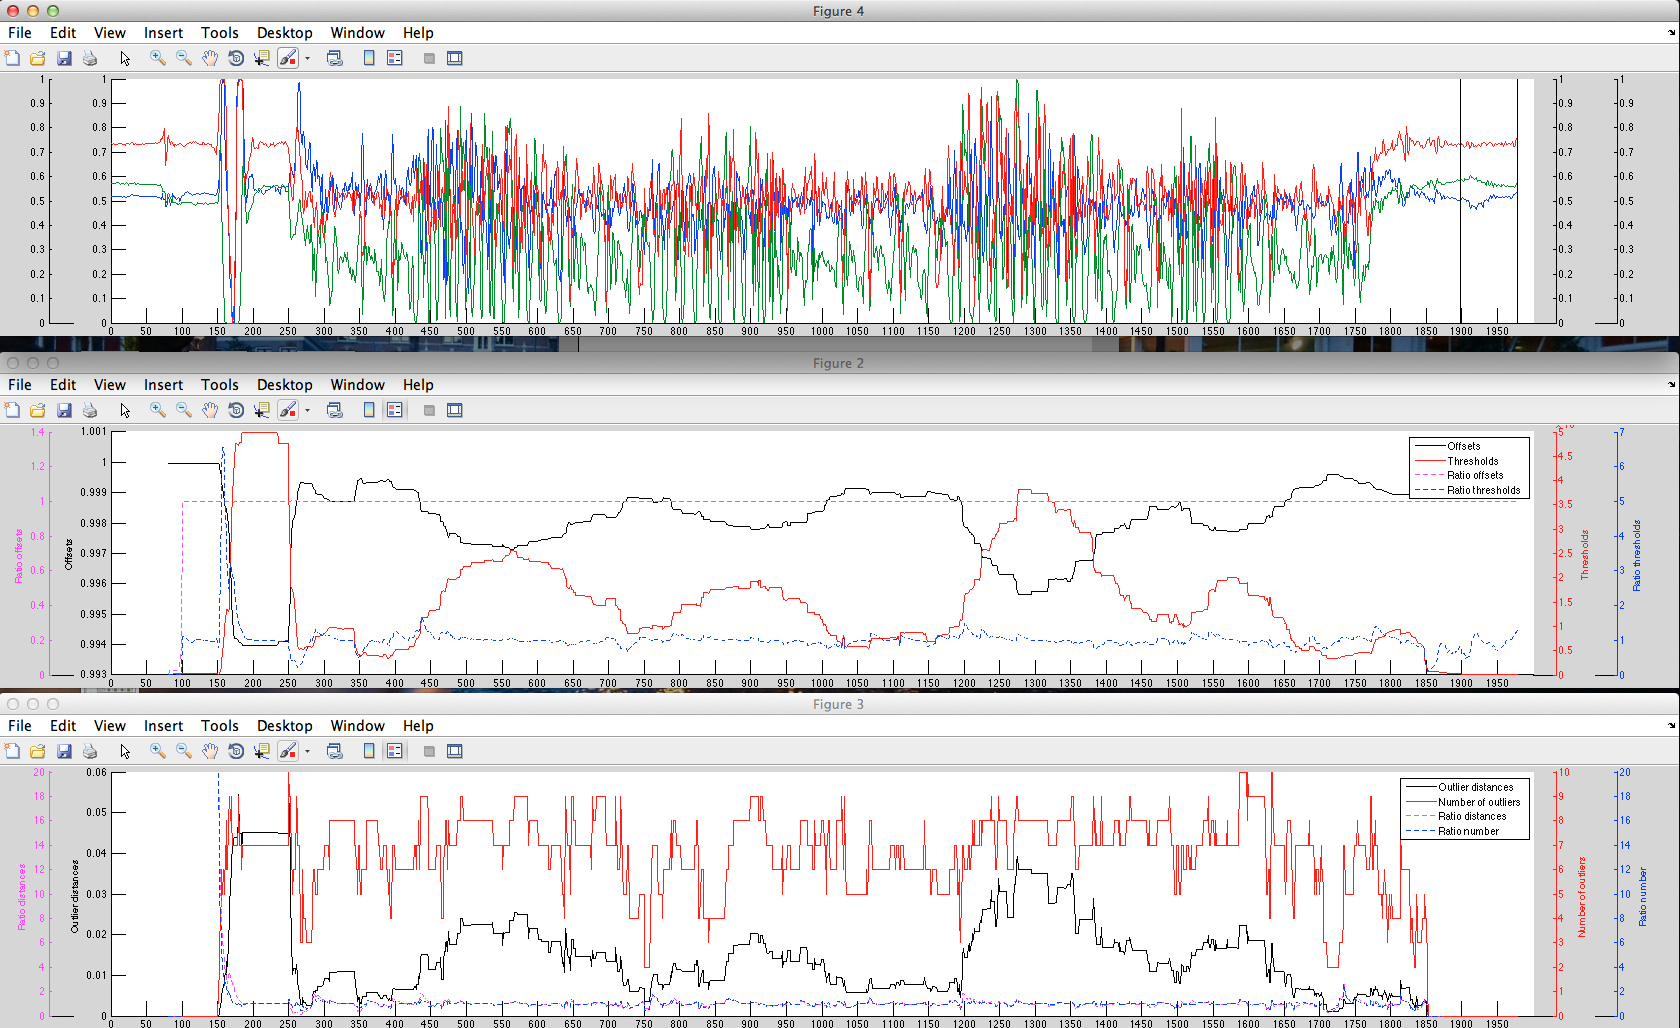 Figure 4
File Edit View Insert Tools Desktop Window Help
1 1 1 1
0.9 0.9 0.9 0.9
0.8 0.8 0.8 0.8
0.7 0.7 0.7 0.7
0.6 0.6 0.6 0.6
0.5 0.5 0.5 0.5
0.4 0.4 0.4 0.4
0.3 0.3 0.3 0.3
0.2 0.2 0.2 0.2
0.1 0.1 0.1 0.1
0 0 0 0
0 50 100 150 200 250 300 350 400 450 500 550 600 650 700 750 800 850 900 950 1000 1050 1100 1150 1200 1250 1300 1350 1400 1450 1500 1550 1600 1650 1700 1750 1800 1850 1900 1950
Figure 2
File Edit View Insert Tools Desktop Window Help
1.4 1.001 5 7
Offsets
Thresholds
Ratio offsets
Ratio thresholds
1.2 1 4.5 6
1 0.999 4 5
0.998 3.5
0.8 3 4
0.997 2.5
0.6 0.996 2 3
0.4 0.995 1.5 2
0.2 0.994 1 1
0.5
0 0.993 0 0
Ratio offsets
Offsets
Thresholds
Ratio thresholds
0 50 100 150 200 250 300 350 400 450 500 550 600 650 700 750 800 850 900 950 1000 1050 1100 1150 1200 1250 1300 1350 1400 1450 1500 1550 1600 1650 1700 1750 1800 1850 1900 1950
Figure 3
File Edit View Insert Tools Desktop Window Help
20 0.06 10 20
Outlier distances
Number of outliers
Ratio distances
Ratio number
18 9 18
0.05
16 8 16
14 7 14
0.04
12 6 12
10 0.03 5 10
8 4 8
0.02
6 3 6
4 2 4
0.01
2 1 2
0 0 0 0
Ratio distances
Outlier distances
Number of outliers
Ratio number
0 50 100 150 200 250 300 350 400 450 500 550 600 650 700 750 800 850 900 950 1000 1050 1100 1150 1200 1250 1300 1350 1400 1450 1500 1550 1600 1650 1700 1750 1800 1850 1900 1950